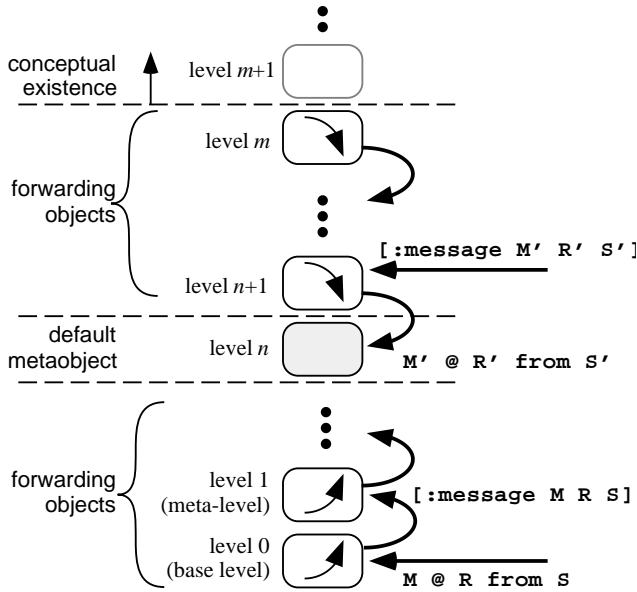 conceptual
existence
level m+1
level m
forwarding
objects
[:message M' R' S']
level n+1
default
metaobject
level n
M' @ R' from S'
forwarding
objects
level 1
(meta-level)
[:message M R S]
level 0
(base level)
M @ R from S